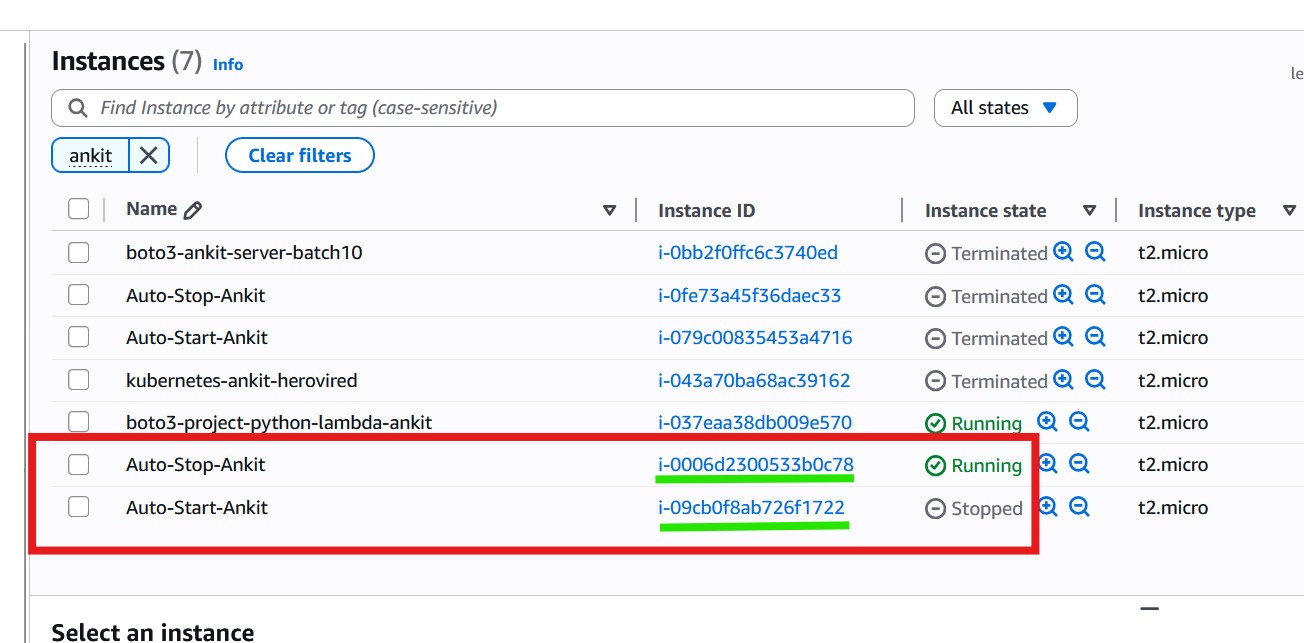 Instances (7) Info
le
Find Instance by attribute or tag (case-sensitive)
All states
ankit
Clear filters
Name Instance ID Instance state Instance type
boto3-ankit-server-batch10 i-0bb2f0ffc6c3740ed Terminated t2.micro
Auto-Stop-Ankit i-0fe73a45f36daec33 Terminated t2.micro
Auto-Start-Ankit i-079c00835453a4716 Terminated t2.micro
kubernetes-ankit-herovired i-043a70ba68ac39162 Terminated t2.micro
boto3-project-python-lambda-ankit i-037eaa38db009e570 Running t2.micro
Auto-Stop-Ankit i-0006d2300533b0c78 Running t2.micro
Auto-Start-Ankit i-09cb0f8ab726f1722 Stopped t2.micro
Select an instance